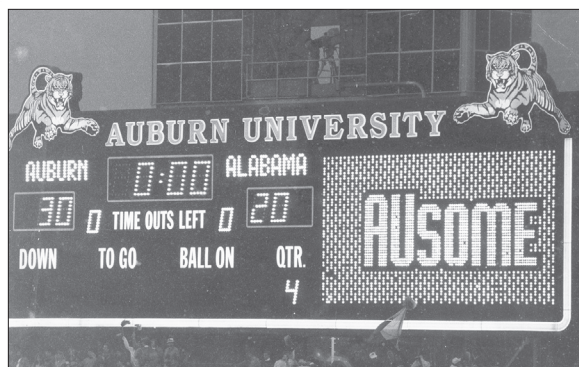 AUBURN UNIVERSITY
AUBURN 0:00 ALABAMA
30 0 TIME OUTS LEFT 0 20
DOWN TO GO BALL ON QTR.
4
AUSOME